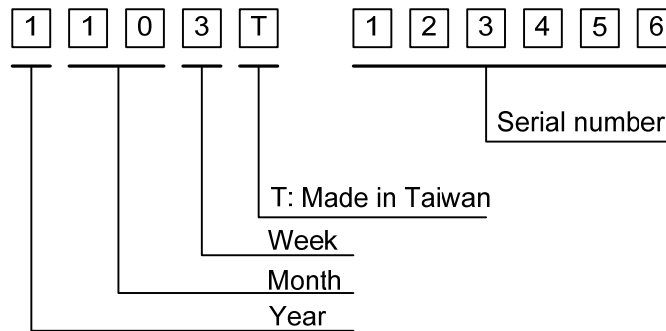 1 1 0 3 T 1 2 3 4 5 6
Serial number
T: Made in Taiwan
Week
Month
Year